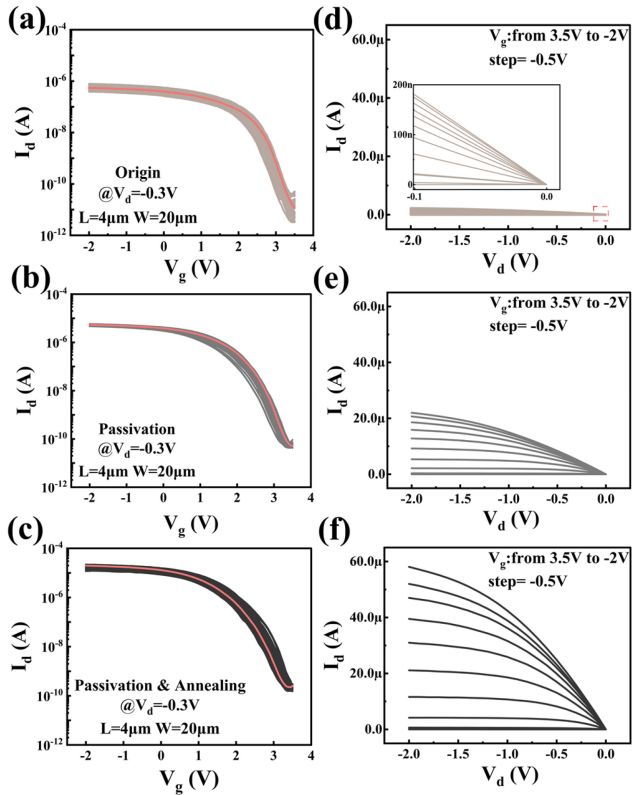 (a)
I_d (A)
10^-4
10^-6
10^-8
10^-10
10^-12
Origin
@V_d=-0.3V
L=4μm W=20μm
-2 -1 0 1 2 3 4
V_g (V)
(d)
I_d (A)
V_g:from 3.5V to -2V
step= -0.5V
60.0μ
40.0μ
20.0μ
0.0
200n
100n
0
-0.1 0.0
-2.0 -1.5 -1.0 -0.5 0.0
V_d (V)
(b)
I_d (A)
10^-4
10^-6
10^-8
10^-10
10^-12
Passivation
@V_d=-0.3V
L=4μm W=20μm
-2 -1 0 1 2 3 4
V_g (V)
(e)
I_d (A)
V_g:from 3.5V to -2V
step= -0.5V
60.0μ
40.0μ
20.0μ
0.0
-2.0 -1.5 -1.0 -0.5 0.0
V_d (V)
(c)
I_d (A)
10^-4
10^-6
10^-8
10^-10
10^-12
Passivation & Annealing
@V_d=-0.3V
L=4μm W=20μm
-2 -1 0 1 2 3 4
V_g (V)
(f)
I_d (A)
V_g:from 3.5V to -2V
step= -0.5V
60.0μ
40.0μ
20.0μ
0.0
-2.0 -1.5 -1.0 -0.5 0.0
V_d (V)